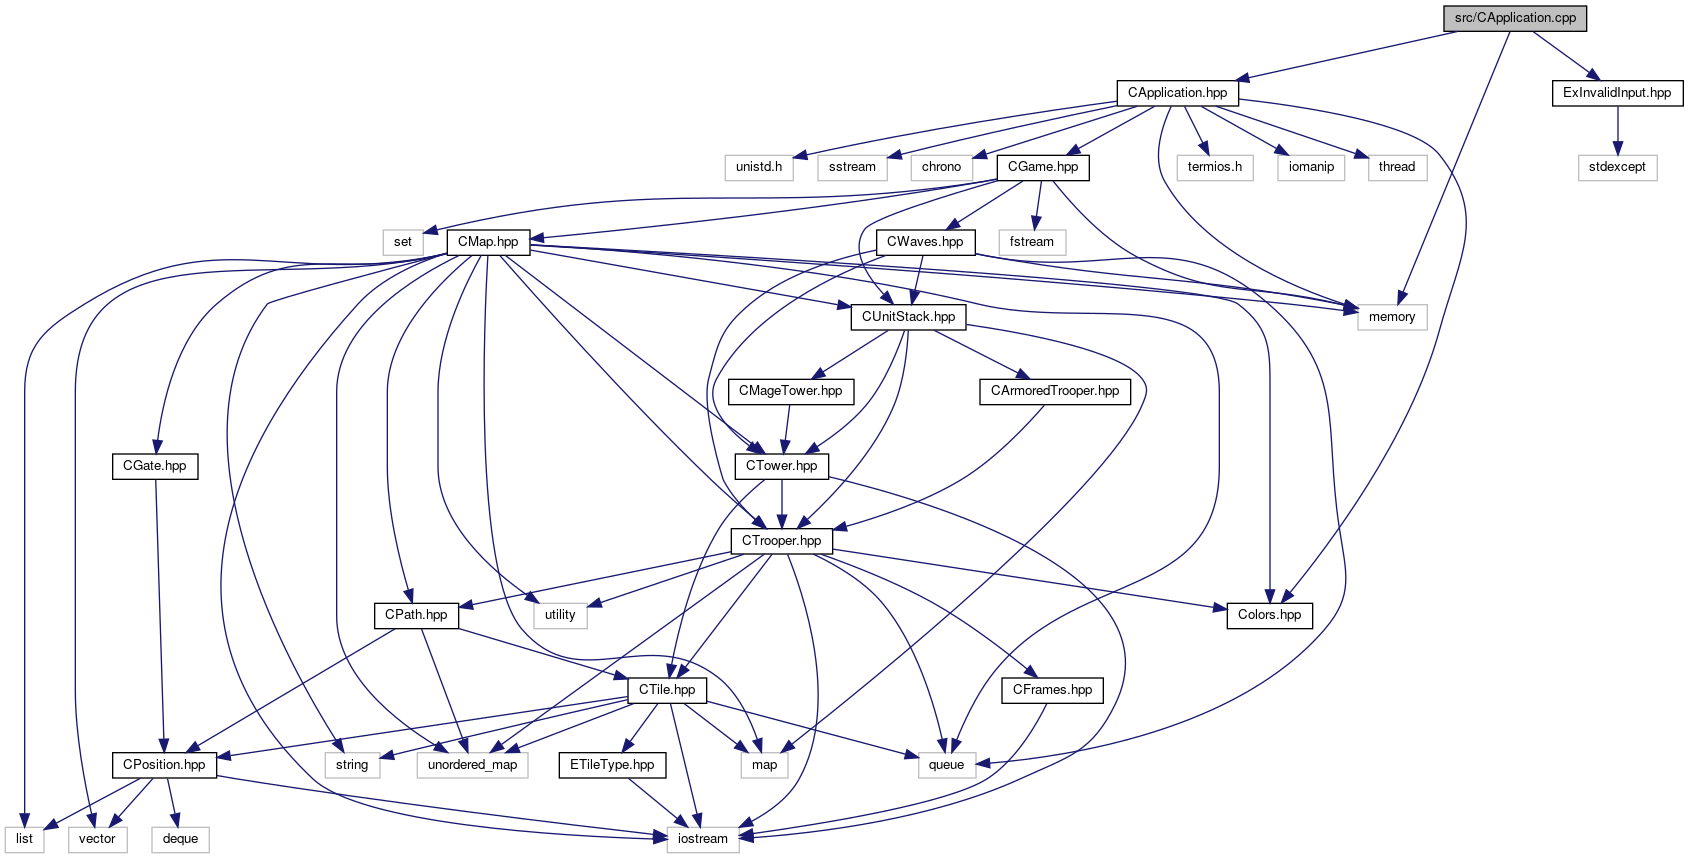 src/CApplication.cpp
CApplication.hpp
ExInvalidInput.hpp
unistd.h
sstream
chrono
CGame.hpp
termios.h
iomanip
thread
stdexcept
set
CMap.hpp
CWaves.hpp
fstream
CUnitStack.hpp
memory
CMageTower.hpp
CArmoredTrooper.hpp
CGate.hpp
CTower.hpp
CTrooper.hpp
CPath.hpp
utility
Colors.hpp
CTile.hpp
CFrames.hpp
CPosition.hpp
string
unordered_map
ETileType.hpp
map
queue
list
vector
deque
iostream